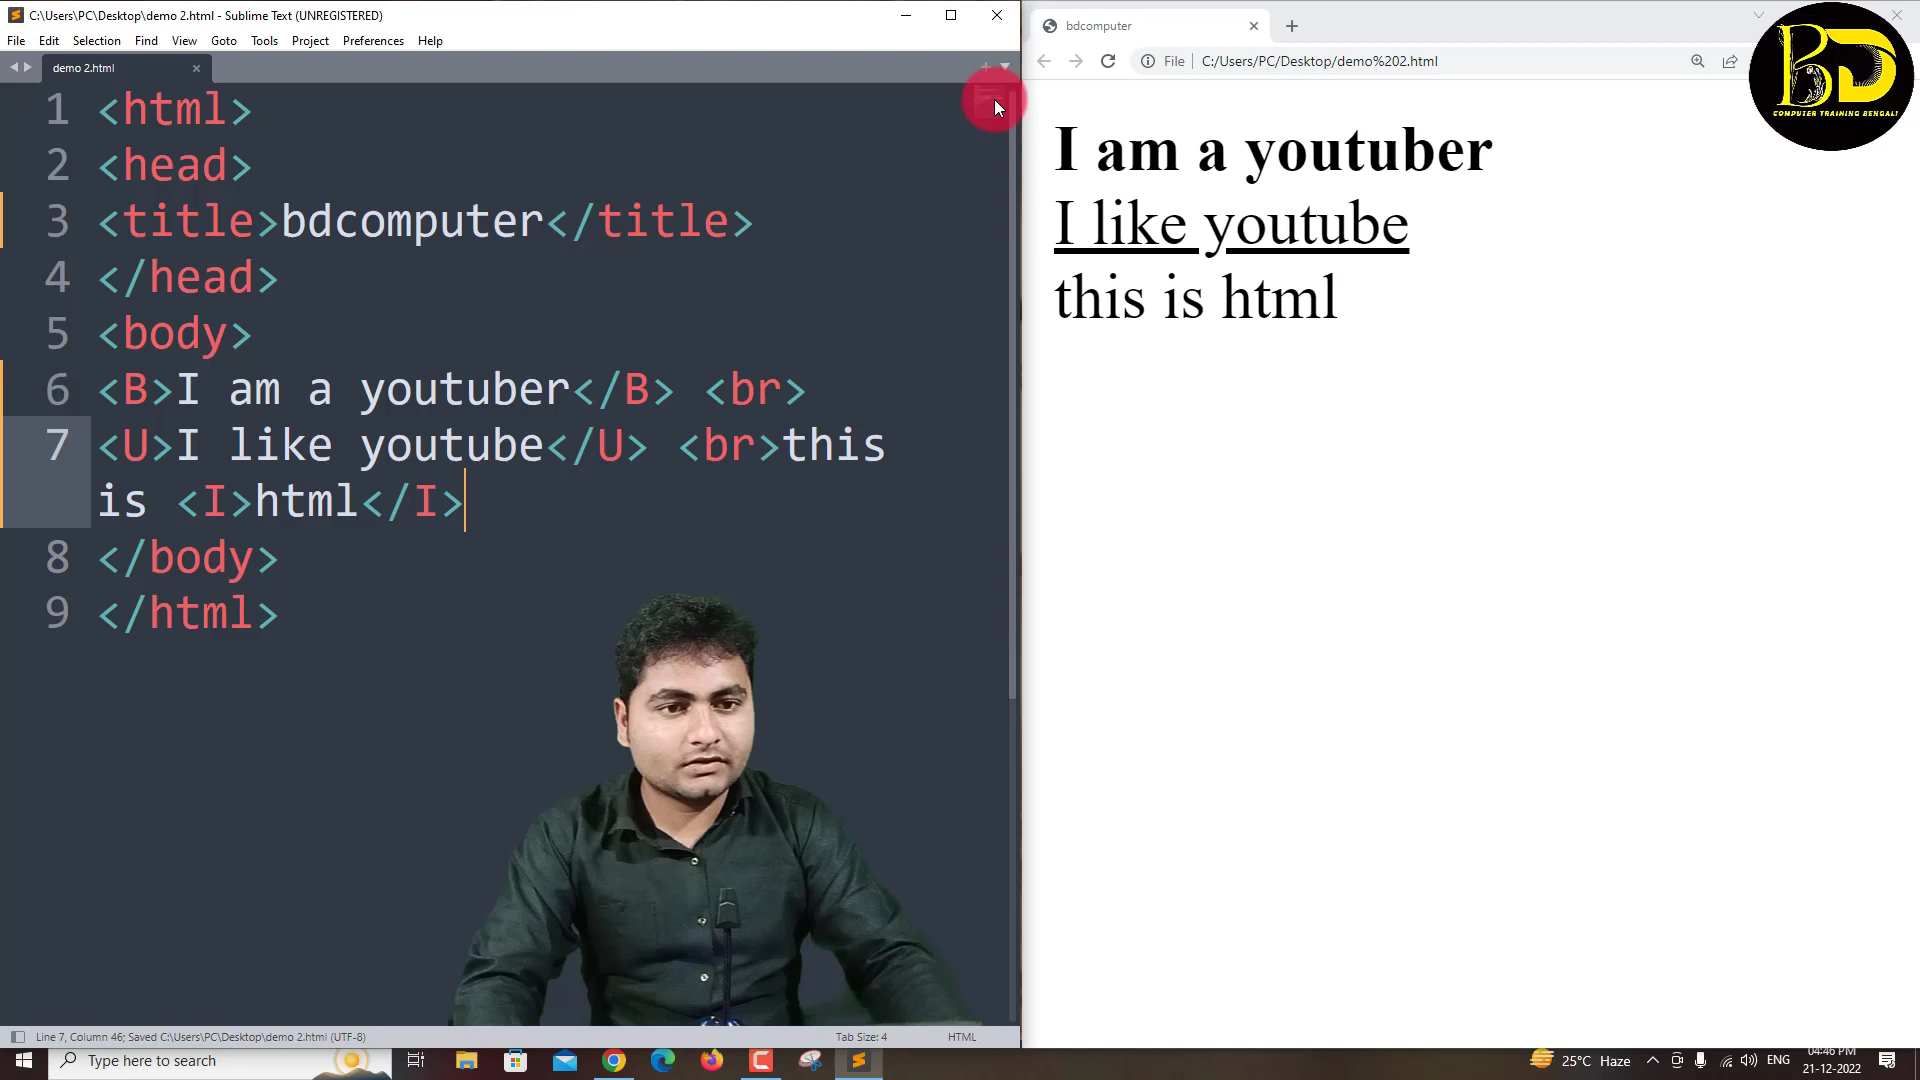 C:\Users\PC\Desktop\demo 2.html - Sublime Text (UNREGISTERED)
File Edit Selection Find View Goto Tools Project Preferences Help
demo 2.html
1 <html>
2 <head>
3 <title>bdcomputer</title>
4 </head>
5 <body>
6 <B>I am a youtuber</B> <br>
7 <U>I like youtube</U> <br>this
is <I>html</I>
8 </body>
9 </html>
Line 7, Column 46; Saved C:\Users\PC\Desktop\demo 2.html (UTF-8)
Tab Size: 4
HTML
bdcomputer
File C:/Users/PC/Desktop/demo%202.html
BD
COMPUTER TRAINING BENGALI
I am a youtuber
I like youtube
this is html
Type here to search
25°C Haze
ENG
04:46 PM
21-12-2022